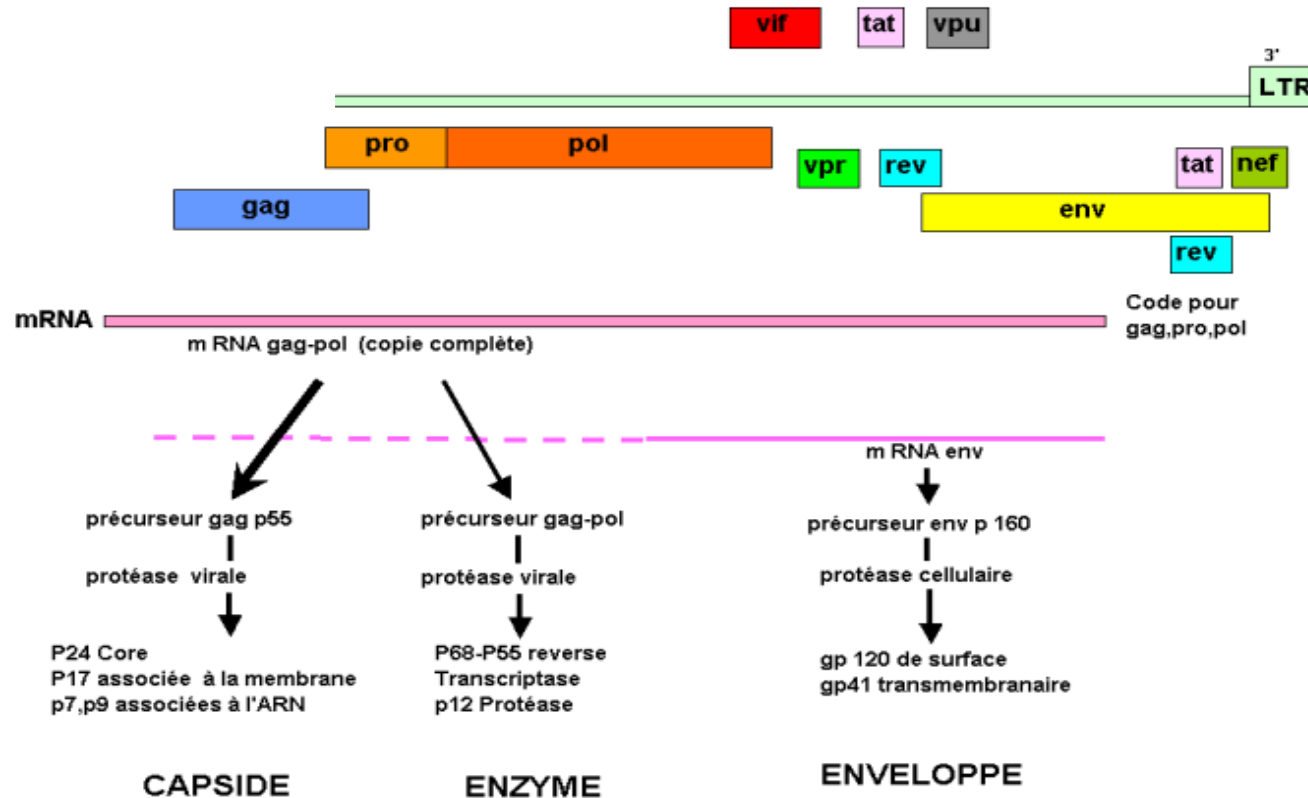 vif
tat
vpu
3'
LTR
pro
pol
vpr
rev
tat
nef
gag
env
rev
mRNA
Code pour
gag,pro,pol
m RNA gag-pol (copie complète)
m RNA env
précurseur gag p55
précurseur gag-pol
précurseur env p 160
protéase virale
protéase virale
protéase cellulaire
P24 Core
P17 associée à la membrane
p7,p9 associées à l'ARN
P68-P55 reverse
Transcriptase
p12 Protéase
gp 120 de surface
gp41 transmembranaire
CAPSIDE
ENZYME
ENVELOPPE